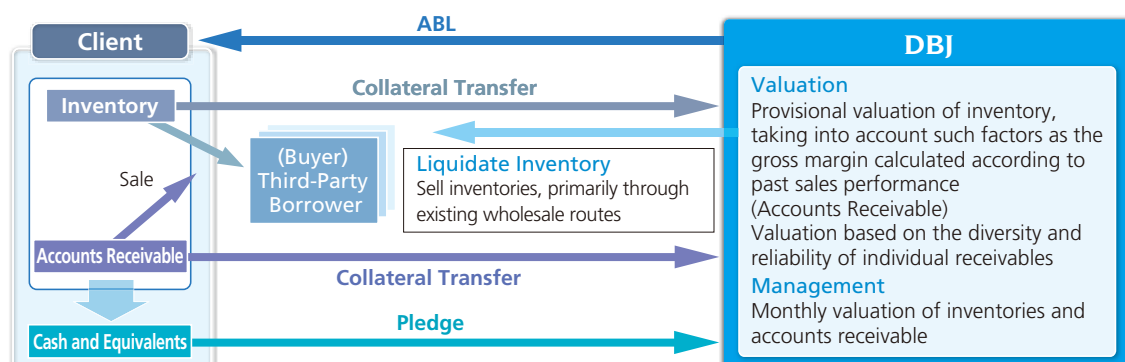 ABL
Client
DBJ
Inventory
Collateral Transfer
Valuation
Provisional valuation of inventory,
taking into account such factors as the
gross margin calculated according to
past sales performance
(Accounts Receivable)
Valuation based on the diversity and
reliability of individual receivables
Management
Monthly valuation of inventories and
accounts receivable
(Buyer)
Third-Party
Borrower
Liquidate Inventory
Sell inventories, primarily through
existing wholesale routes
Sale
Accounts Receivable
Collateral Transfer
Cash and Equivalents
Pledge